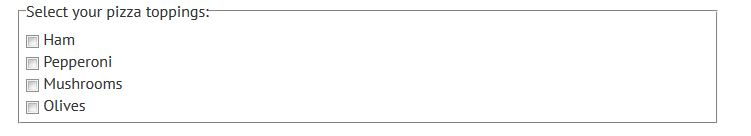 Select your pizza toppings:
Ham
Pepperoni
Mushrooms
Olives